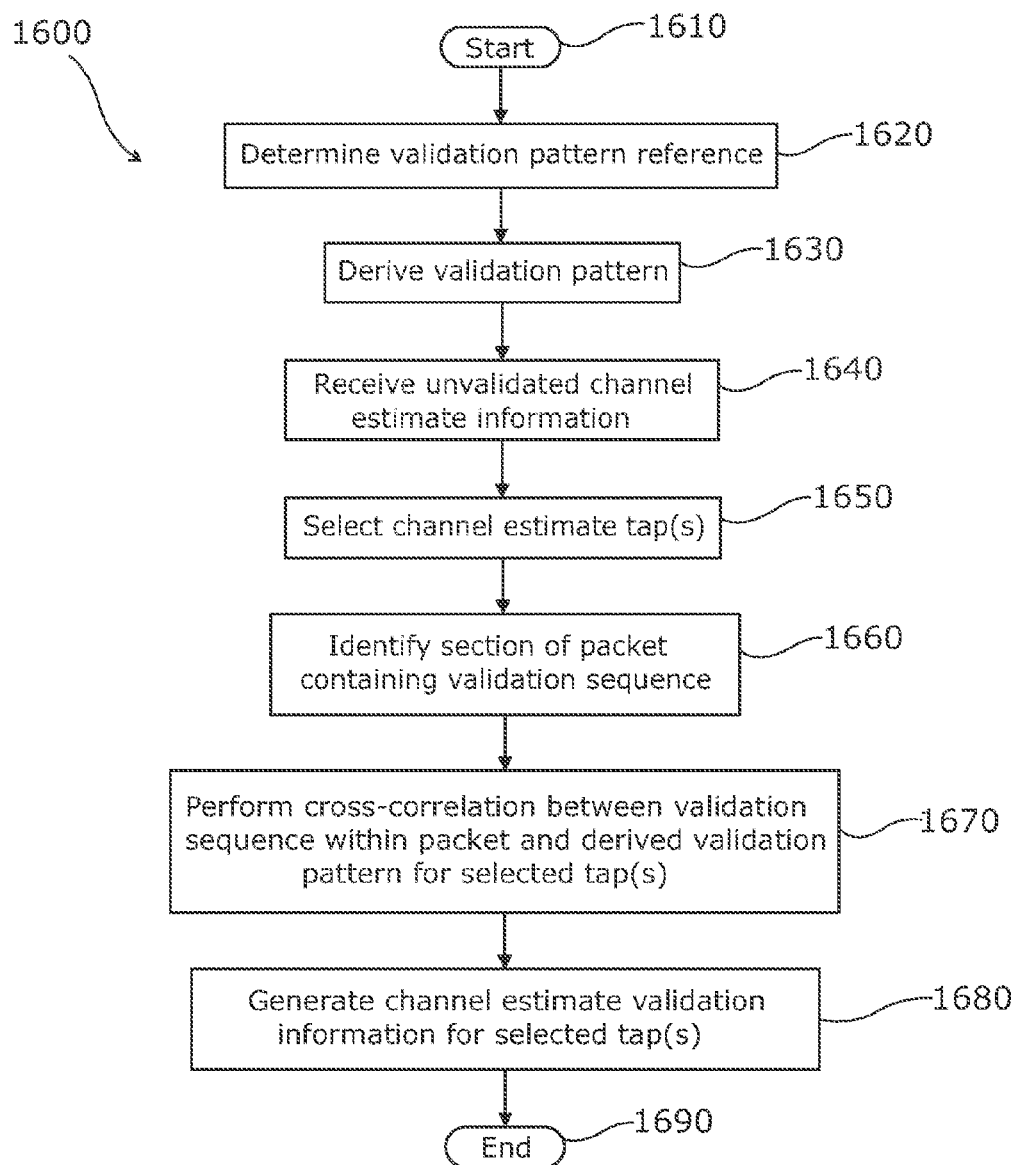 1600
Start
1610
Determine validation pattern reference
1620
Derive validation pattern
1630
Receive unvalidated channel
estimate information
1640
Select channel estimate tap(s)
1650
Identify section of packet
containing validation sequence
1660
Perform cross-correlation between validation
sequence within packet and derived validation
pattern for selected tap(s)
1670
Generate channel estimate validation
information for selected tap(s)
1680
End
1690